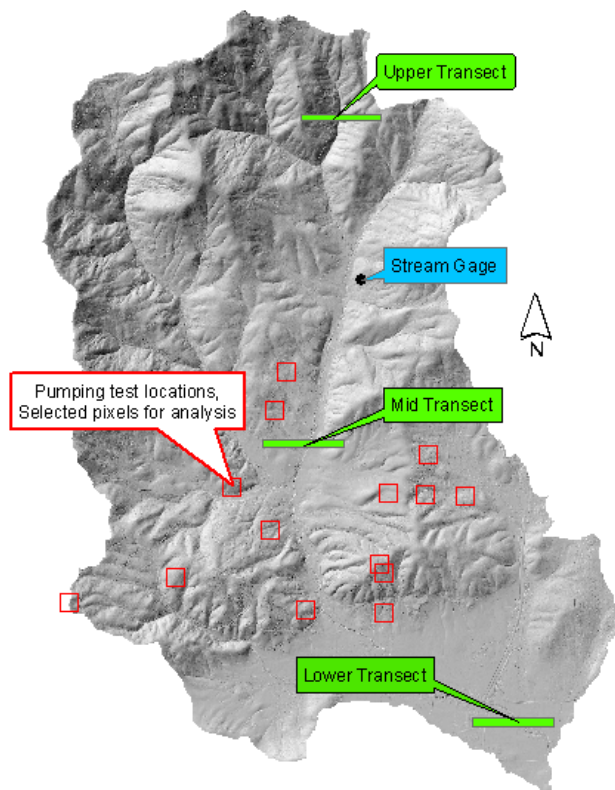 Upper Transect
Stream Gage
N
Pumping test locations,
Selected pixels for analysis
Mid Transect
Lower Transect